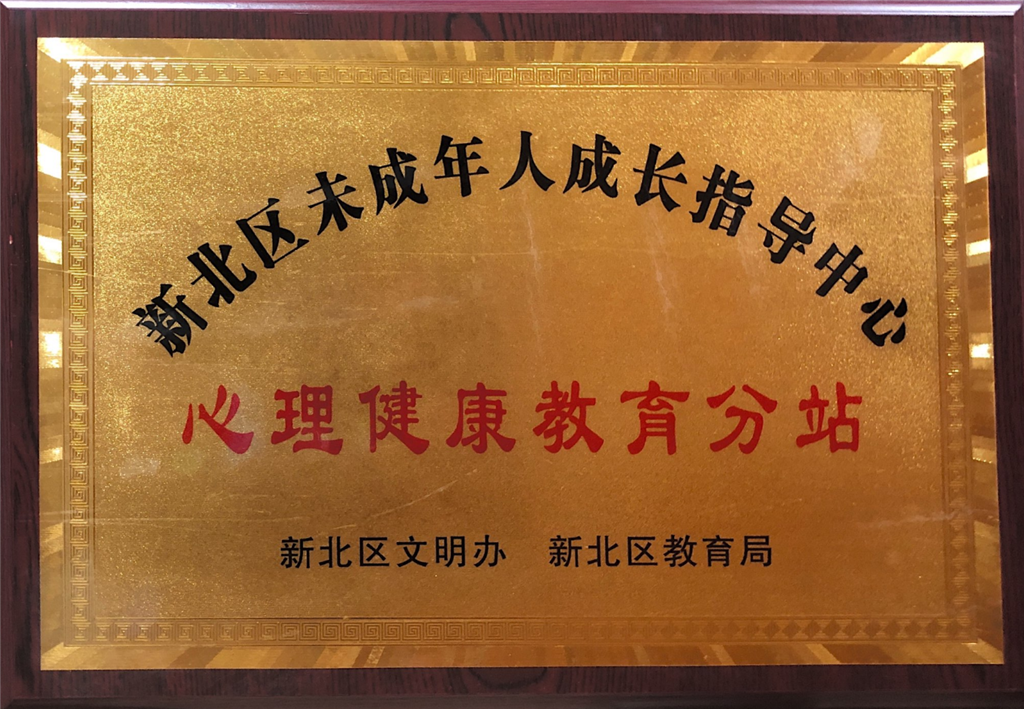 新北区未成年人成长指导中心
心理健康教育分站
新北区文明办 新北区教育局